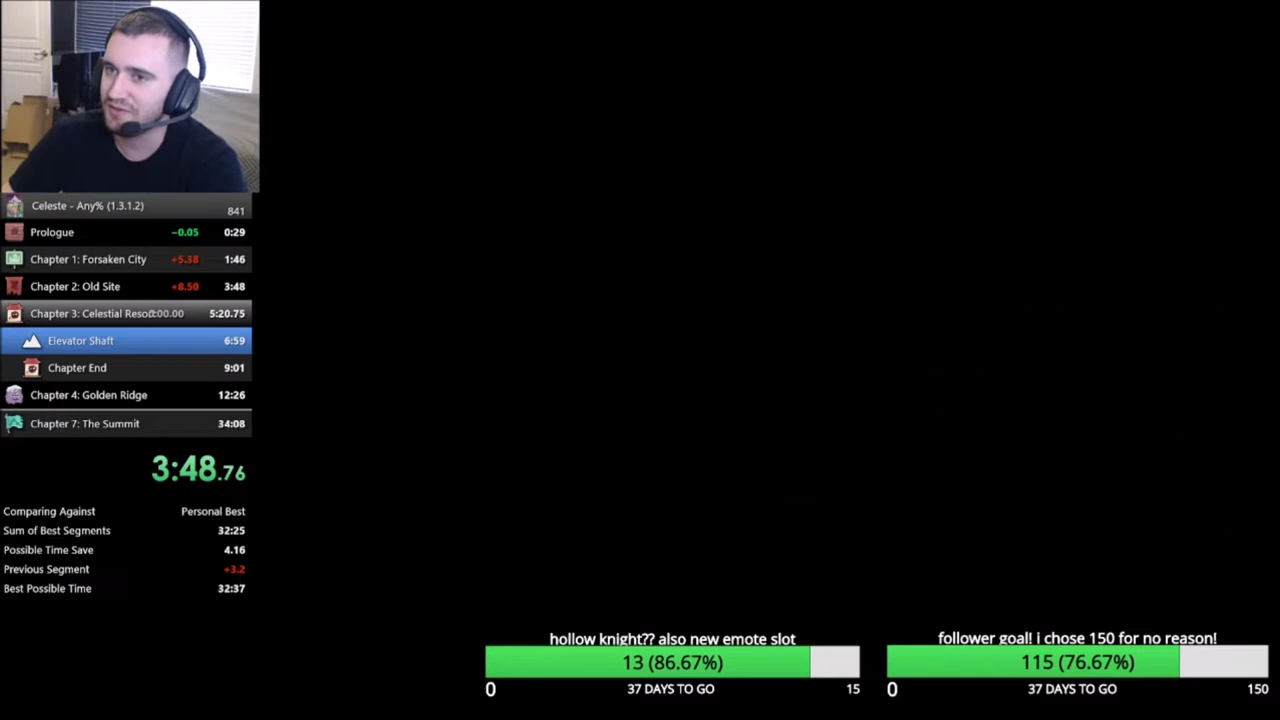 Celeste - Any% (1.3.1.2)
841
Prologue −0.05 0:29
Chapter 1: Forsaken City +5.38 1:46
Chapter 2: Old Site +8.50 3:48
Chapter 3: Celestial Reso 0:00.00 5:20.75
Elevator Shaft 6:59
Chapter End 9:01
Chapter 4: Golden Ridge 12:26
Chapter 7: The Summit 34:08
3:48.76
Comparing Against Personal Best
Sum of Best Segments 32:25
Possible Time Save 4.16
Previous Segment +3.2
Best Possible Time 32:37
hollow knight?? also new emote slot
13 (86.67%)
0 37 DAYS TO GO 15
follower goal! i chose 150 for no reason!
115 (76.67%)
0 37 DAYS TO GO 150